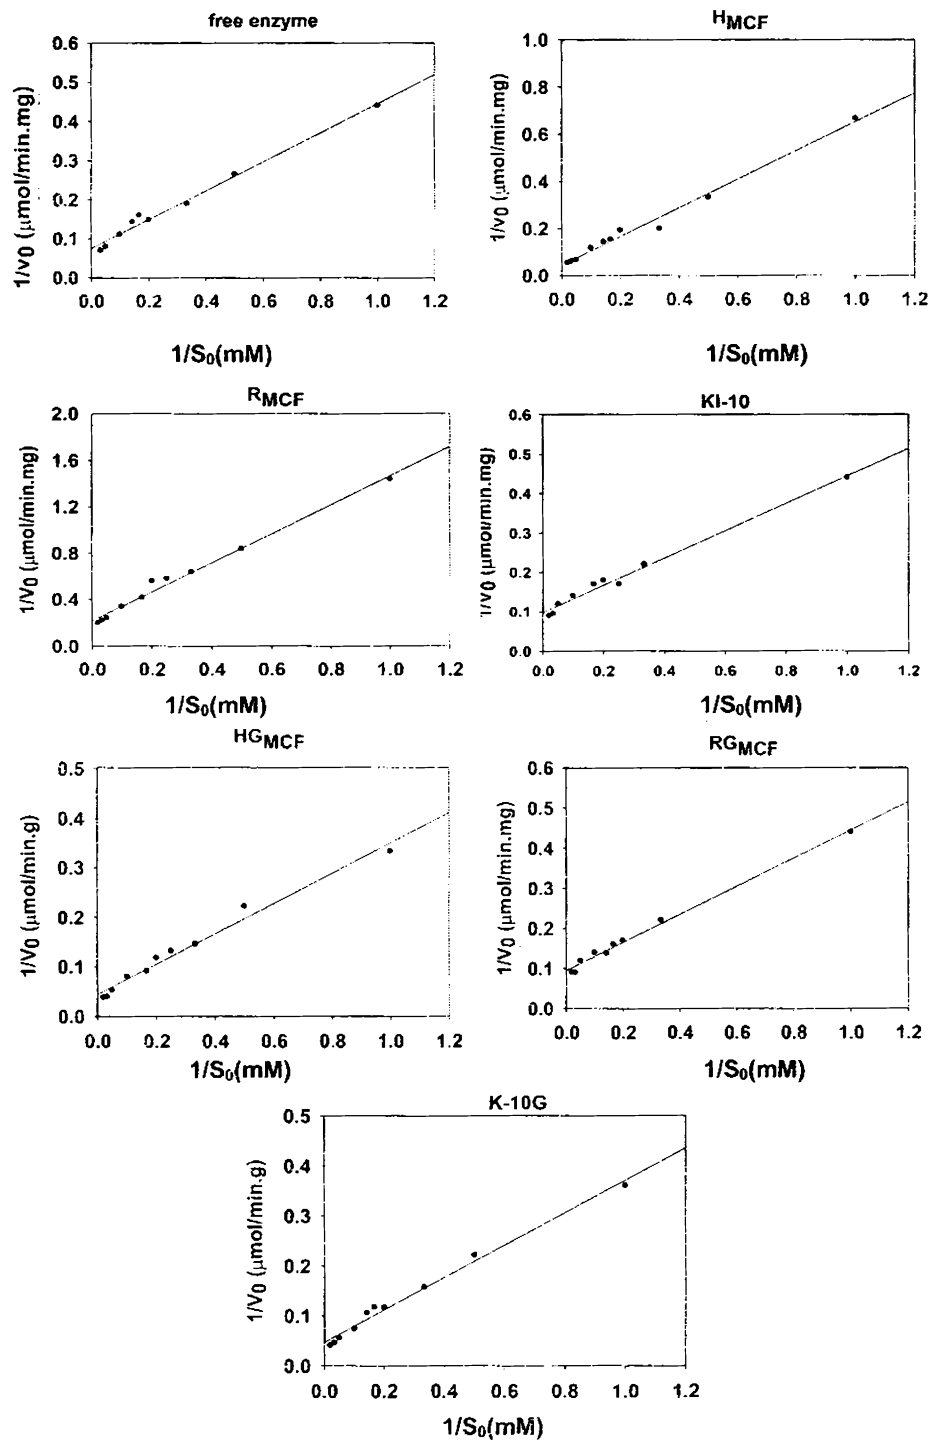 free enzyme
1/v0 (μmol/min.mg)
0.6
0.5
0.4
0.3
0.2
0.1
0.0
0.0 0.2 0.4 0.6 0.8 1.0 1.2
1/S0(mM)
HMCF
1/v0 (μmol/min.mg)
1.0
0.8
0.6
0.4
0.2
0.0
0.0 0.2 0.4 0.6 0.8 1.0 1.2
1/S0(mM)
RMCF
1/V0 (μmol/min.mg)
2.0
1.6
1.2
0.8
0.4
0.0
0.0 0.2 0.4 0.6 0.8 1.0 1.2
1/S0(mM)
KI-10
1/V0 (μmol/min.mg)
0.6
0.5
0.4
0.3
0.2
0.1
0.0
0.0 0.2 0.4 0.6 0.8 1.0 1.2
1/S0(mM)
HGMCF
1/V0 (μmol/min.g)
0.5
0.4
0.3
0.2
0.1
0.0
0.0 0.2 0.4 0.6 0.8 1.0 1.2
1/S0(mM)
RGMCF
1/V0 (μmol/min.mg)
0.6
0.5
0.4
0.3
0.2
0.1
0.0
0.0 0.2 0.4 0.6 0.8 1.0 1.2
1/S0(mM)
K-10G
1/V0 (μmol/min.g)
0.5
0.4
0.3
0.2
0.1
0.0
0.0 0.2 0.4 0.6 0.8 1.0 1.2
1/S0(mM)